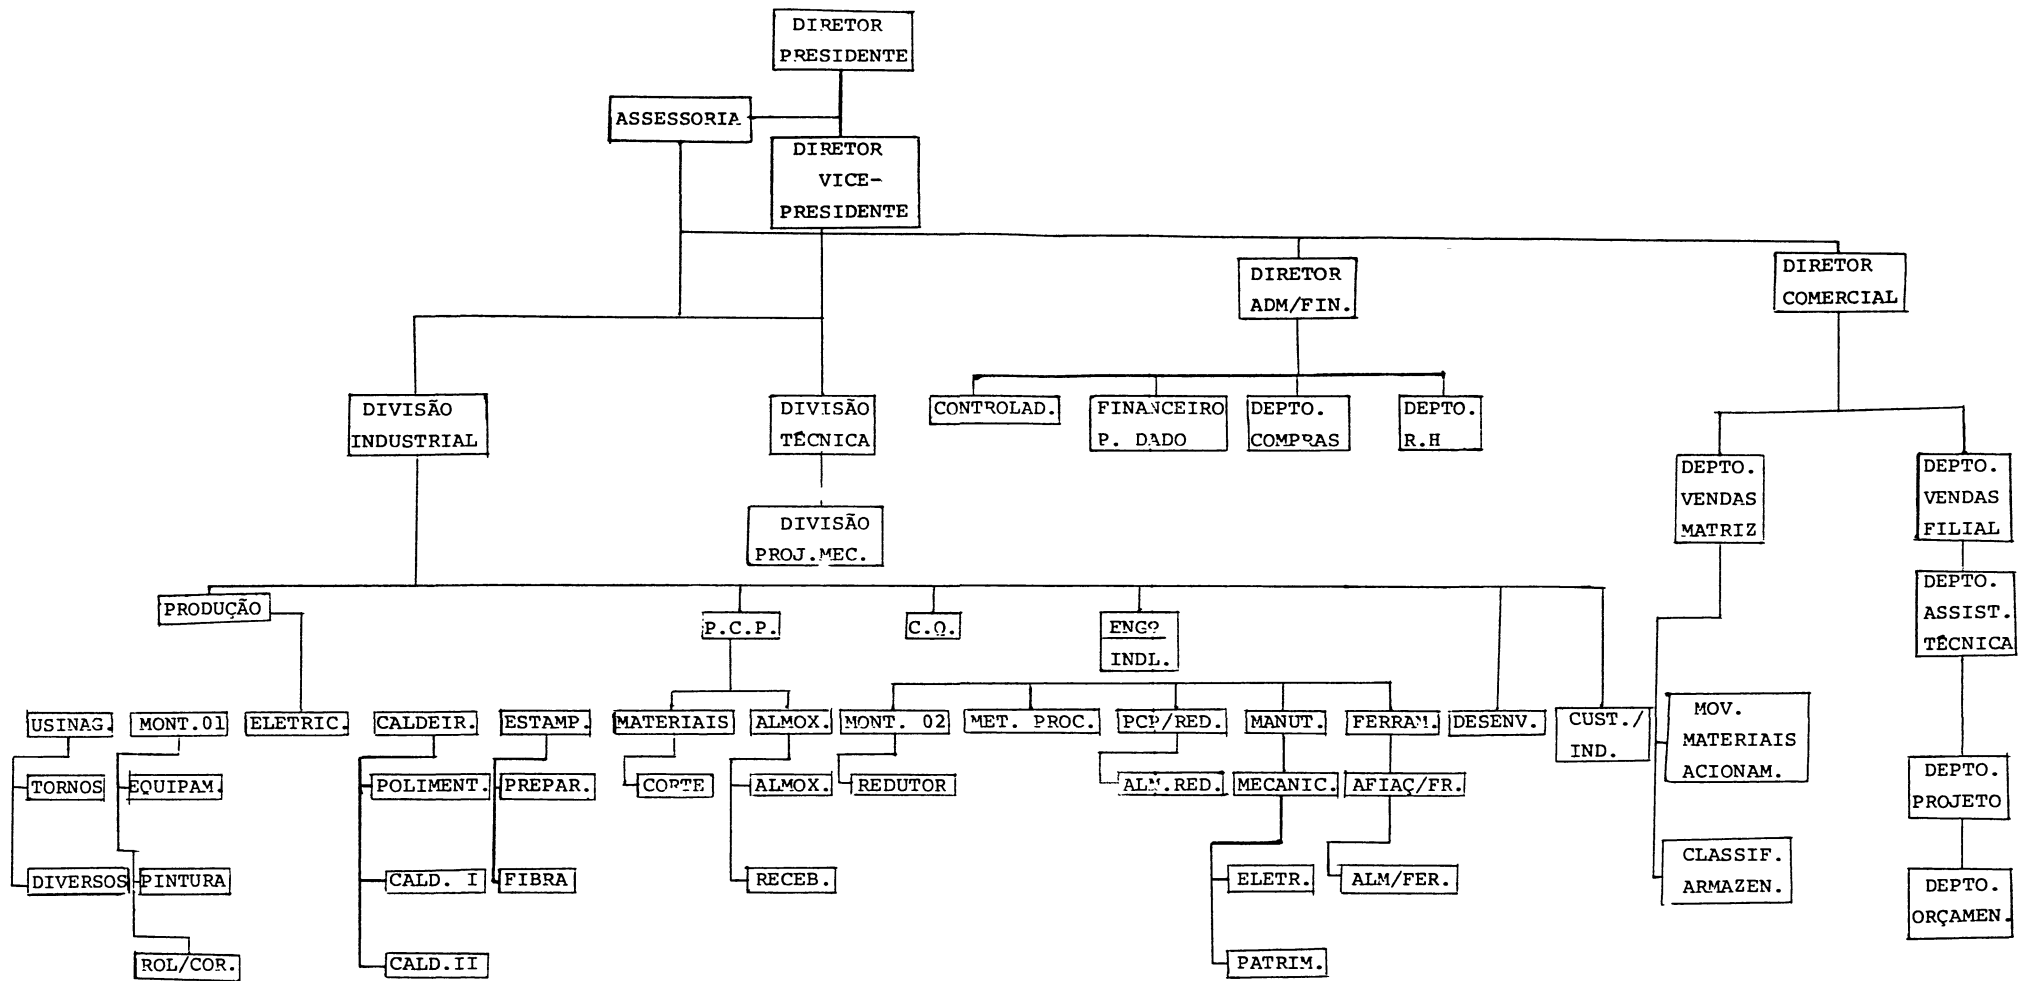 DIRETOR
PRESIDENTE
ASSESSORIA
DIRETOR
VICE-
PRESIDENTE
DIRETOR
ADM/FIN.
DIRETOR
COMERCIAL
DIVISÃO
INDUSTRIAL
DIVISÃO
TÉCNICA
CONTROLAD.
FINANCEIRO
P. DADO
DEPTO.
COMPRAS
DEPTO.
R.H
DEPTO.
VENDAS
MATRIZ
DEPTO.
VENDAS
FILIAL
DIVISÃO
PROJ.MEC.
DEPTO.
ASSIST.
TÉCNICA
PRODUÇÃO
P.C.P.
C.Q.
ENGº
INDL.
USINAG.
MONT.01
ELETRIC.
CALDEIR.
ESTAMP.
MATERIAIS
ALMOX.
MONT. 02
MET. PROC.
PCP/RED.
MANUT.
FERRAM.
DESENV.
CUST./
IND.
MOV.
MATERIAIS
ACIONAM.
TORNOS
EQUIPAM.
POLIMENT.
PREPAR.
CORTE
ALMOX.
REDUTOR
ALM.RED.
MECANIC.
AFIAÇ/FR.
DEPTO.
PROJETO
DIVERSOS
PINTURA
CALD. I
FIBRA
RECEB.
ELETR.
ALM/FER.
CLASSIF.
ARMAZEN.
DEPTO.
ORÇAMEN.
ROL/COR.
CALD.II
PATRIM.